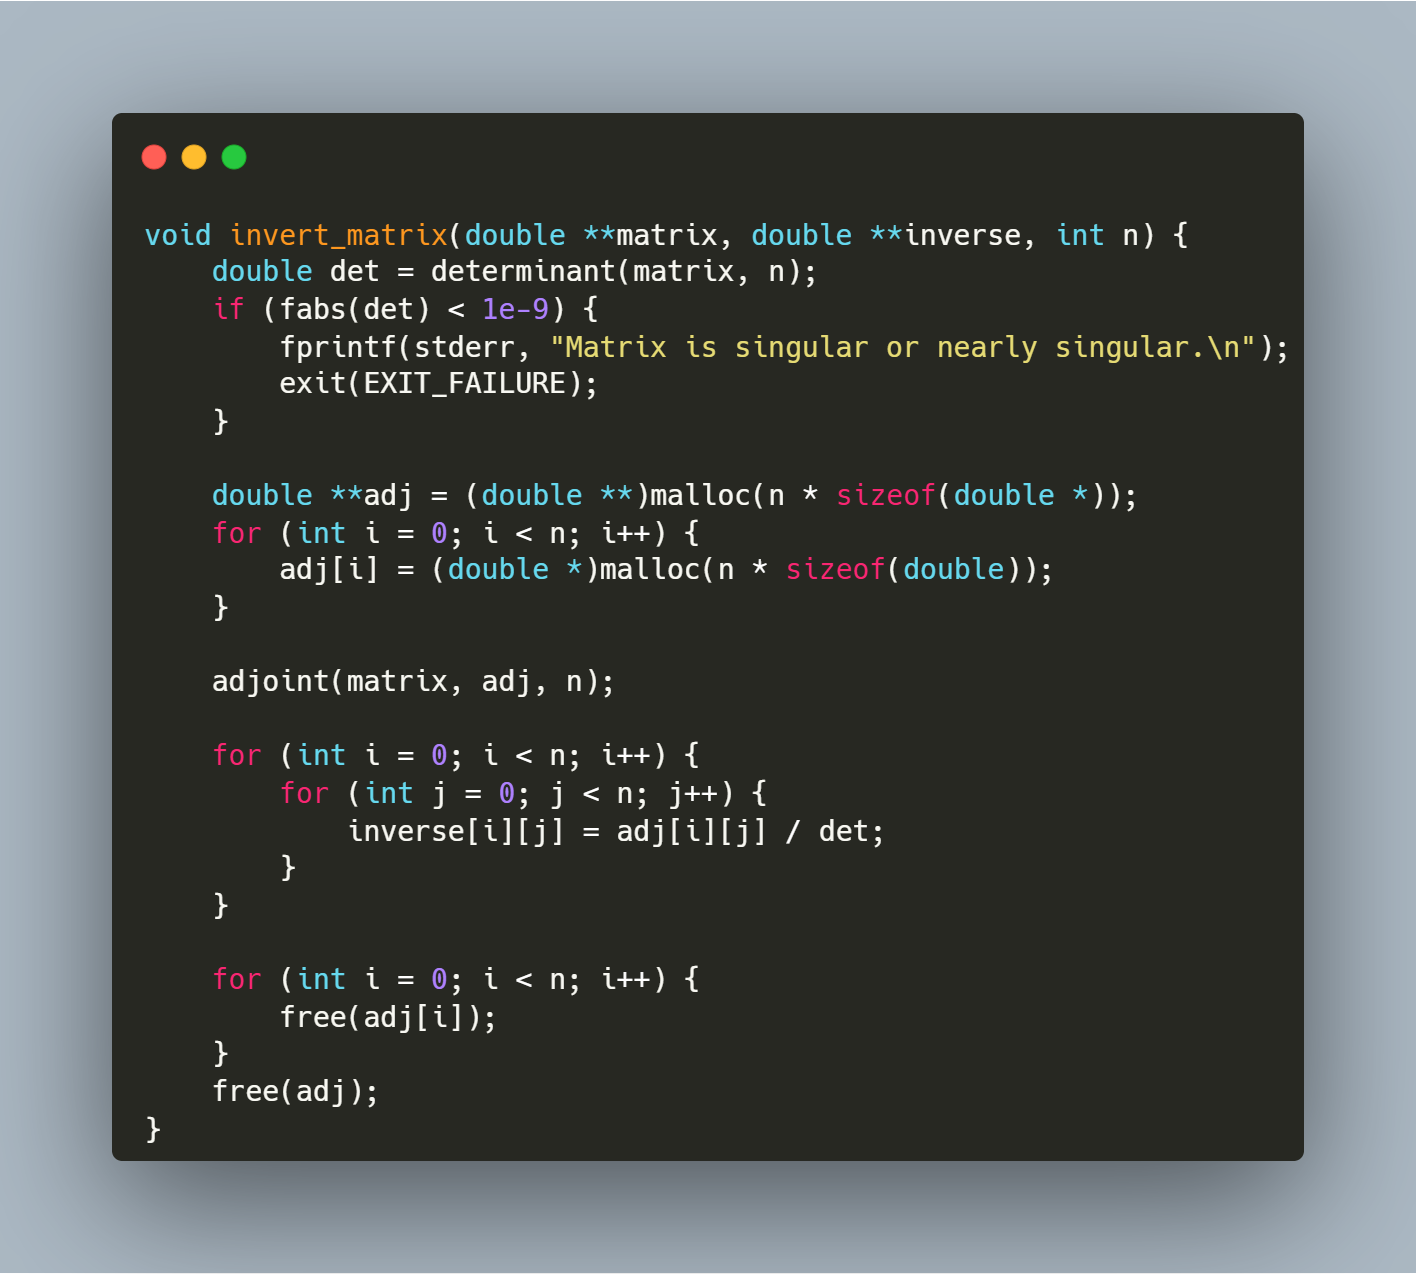 void invert_matrix(double **matrix, double **inverse, int n) {
    double det = determinant(matrix, n);
    if (fabs(det) < 1e-9) {
        fprintf(stderr, "Matrix is singular or nearly singular.\n");
        exit(EXIT_FAILURE);
    }

    double **adj = (double **)malloc(n * sizeof(double *));
    for (int i = 0; i < n; i++) {
        adj[i] = (double *)malloc(n * sizeof(double));
    }

    adjoint(matrix, adj, n);

    for (int i = 0; i < n; i++) {
        for (int j = 0; j < n; j++) {
            inverse[i][j] = adj[i][j] / det;
        }
    }

    for (int i = 0; i < n; i++) {
        free(adj[i]);
    }
    free(adj);
}